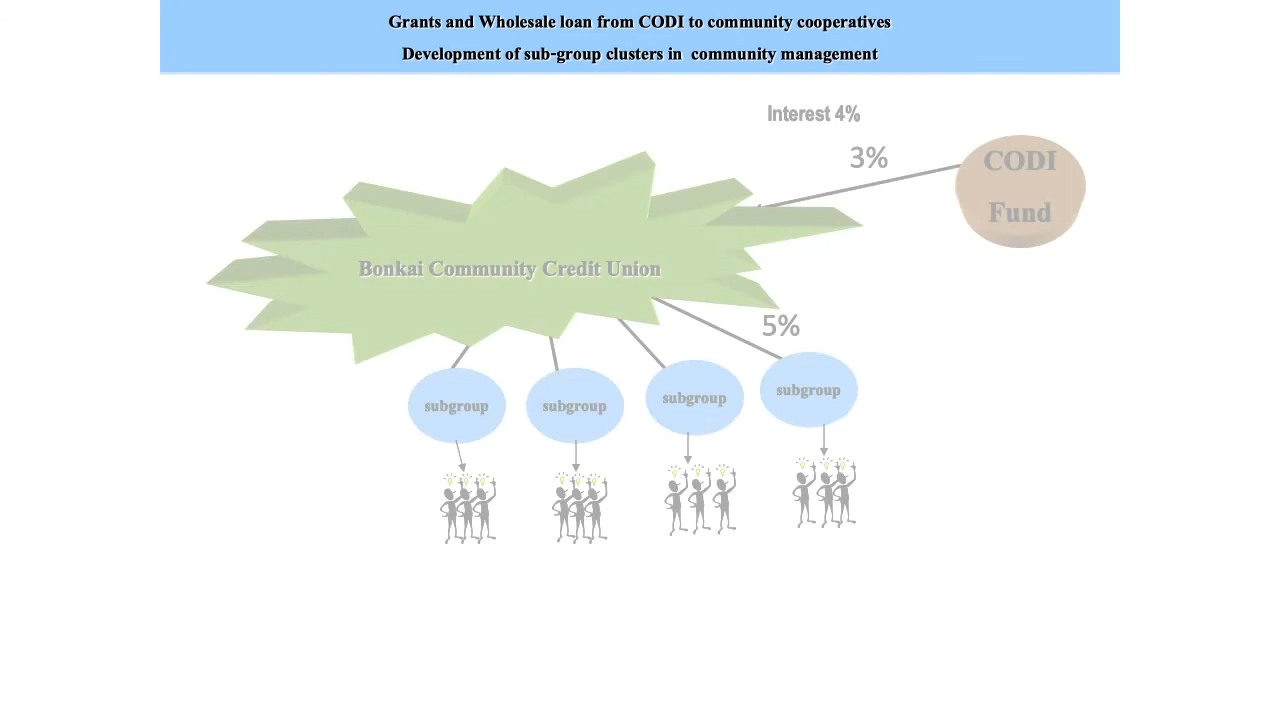 Grants and Wholesale loan from CODI to community cooperatives
Development of sub-group clusters in community management
Interest 4%
3%
CODI
Fund
Bonkai Community Credit Union
5%
subgroup
subgroup
subgroup
subgroup